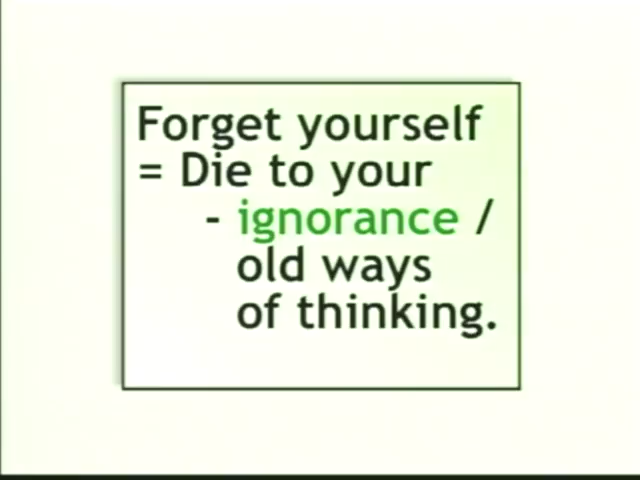 Forget yourself
= Die to your
- ignorance /
old ways
of thinking.